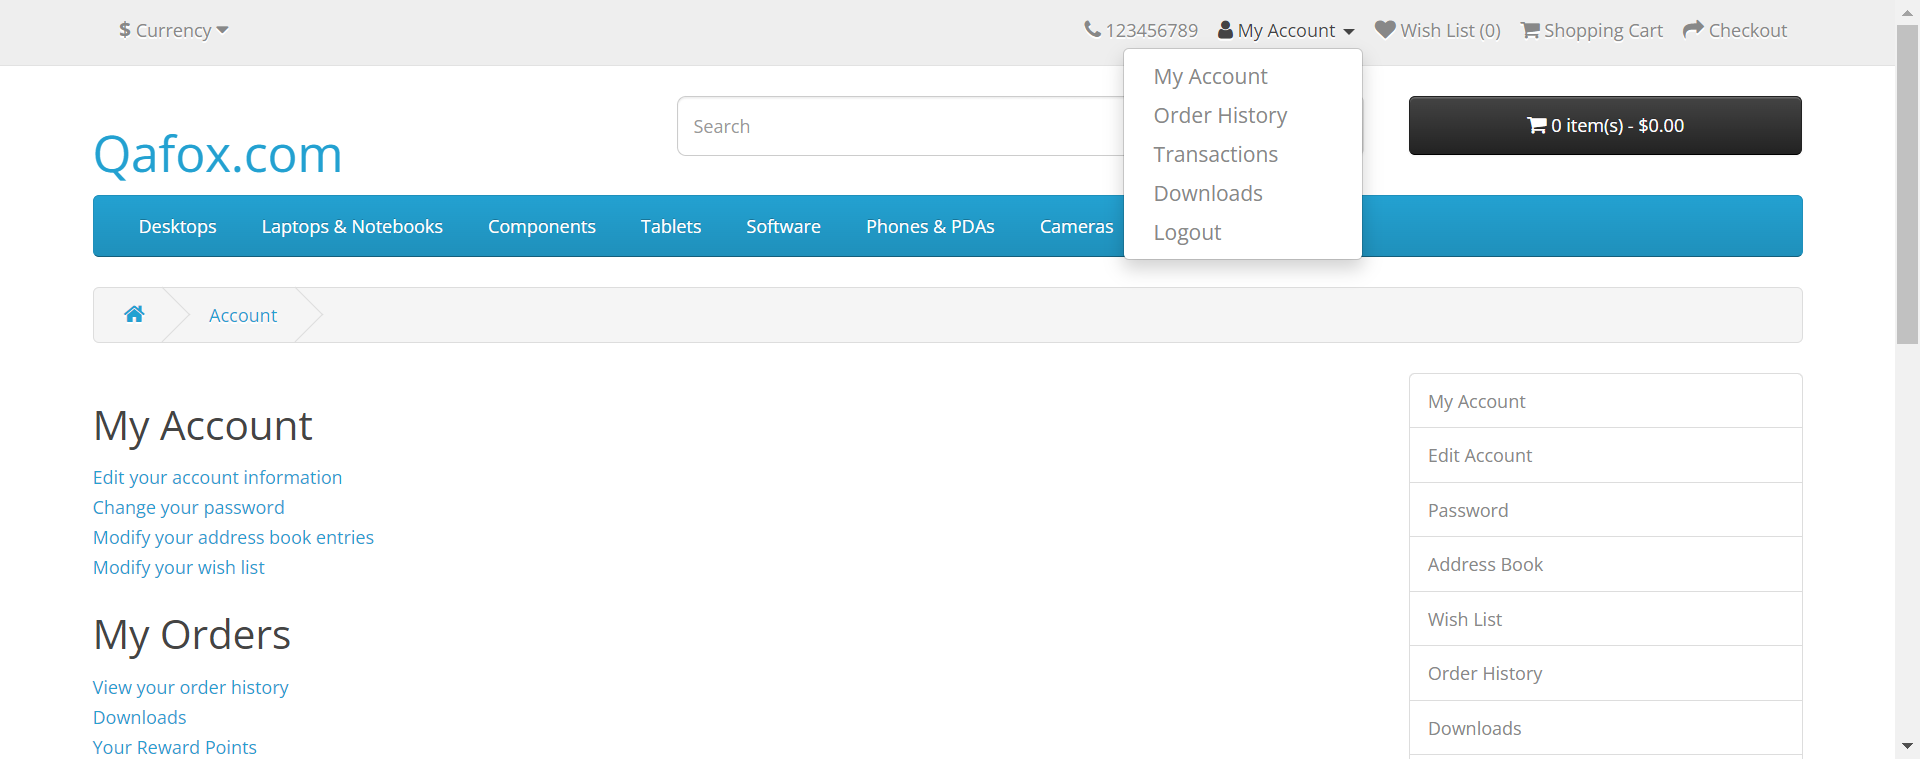 $ Currency
123456789 My Account Wish List (0) Shopping Cart Checkout
My Account
Order History
Transactions
Downloads
Logout
Qafox.com
Search
0 item(s) - $0.00
Desktops Laptops & Notebooks Components Tablets Software Phones & PDAs Cameras
Account
My Account
Edit your account information
Change your password
Modify your address book entries
Modify your wish list
My Orders
View your order history
Downloads
Your Reward Points
My Account
Edit Account
Password
Address Book
Wish List
Order History
Downloads